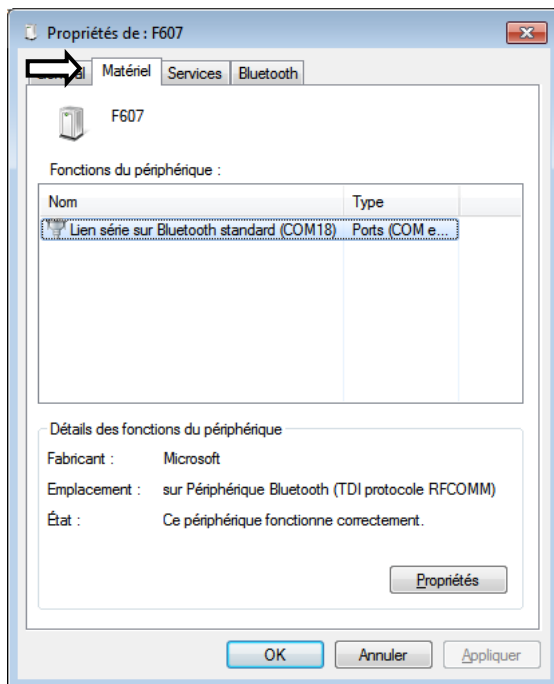 Propriétés de : F607
Matériel Services Bluetooth
F607
Fonctions du périphérique :
Nom Type
Lien série sur Bluetooth standard (COM18) Ports (COM e...
Détails des fonctions du périphérique
Fabricant : Microsoft
Emplacement : sur Périphérique Bluetooth (TDI protocole RFCOMM)
État : Ce périphérique fonctionne correctement.
Propriétés
OK Annuler Appliquer